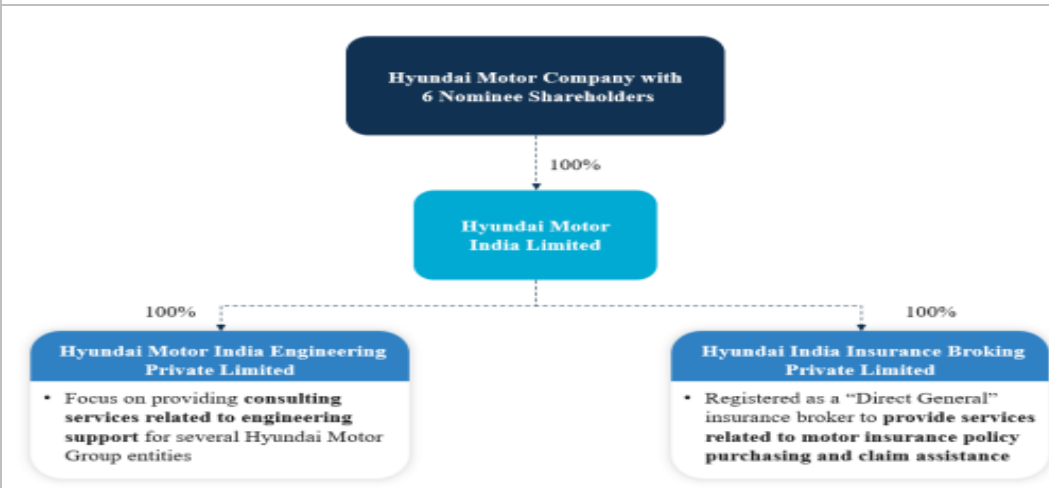 Hyundai Motor Company with
6 Nominee Shareholders
100%
Hyundai Motor
India Limited
100%
100%
Hyundai Motor India Engineering
Private Limited
• Focus on providing consulting
services related to engineering
support for several Hyundai Motor
Group entities
Hyundai India Insurance Broking
Private Limited
• Registered as a “Direct General”
insurance broker to provide services
related to motor insurance policy
purchasing and claim assistance